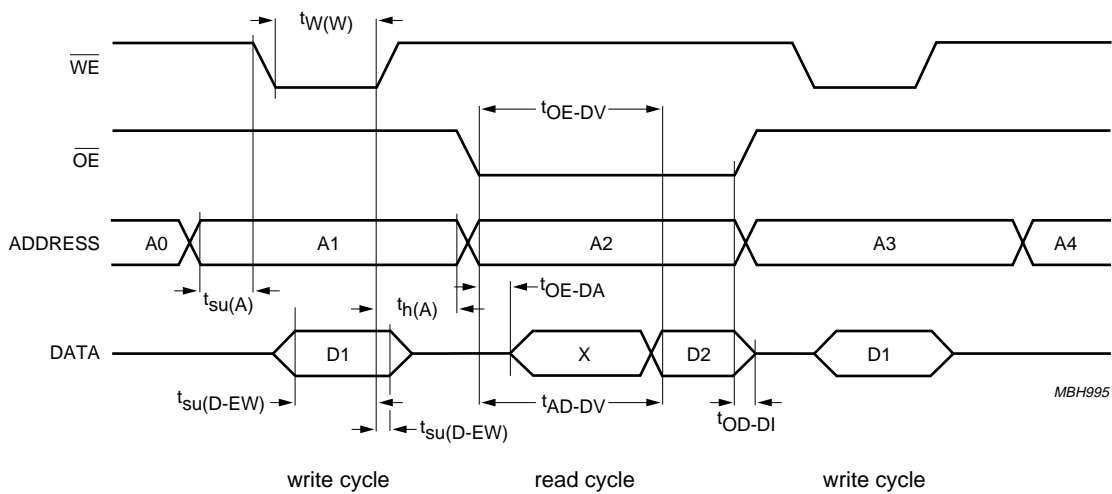 tW(W)
WE
tOE-DV
OE
ADDRESS A0 A1 A2 A3 A4
tsu(A) th(A) tOE-DA
DATA D1 X D2 D1
tsu(D-EW) tsu(D-EW) tAD-DV tOD-DI MBH995
write cycle read cycle write cycle